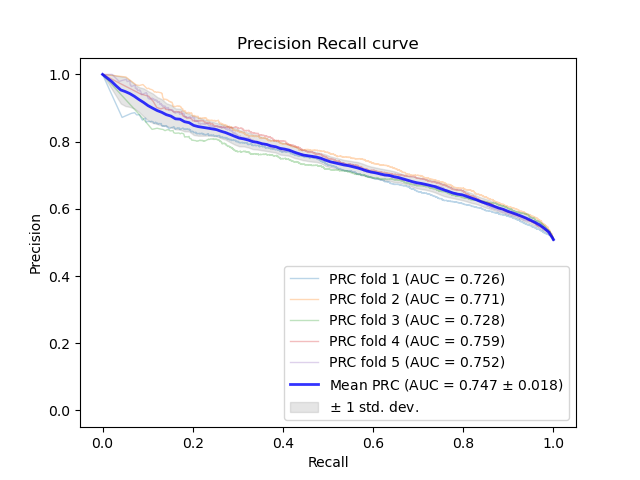 Precision Recall curve
1.0
0.8
0.6
0.4
0.2
0.0
Precision
PRC fold 1 (AUC = 0.726)
PRC fold 2 (AUC = 0.771)
PRC fold 3 (AUC = 0.728)
PRC fold 4 (AUC = 0.759)
PRC fold 5 (AUC = 0.752)
Mean PRC (AUC = 0.747 ± 0.018)
± 1 std. dev.
0.0 0.2 0.4 0.6 0.8 1.0
Recall